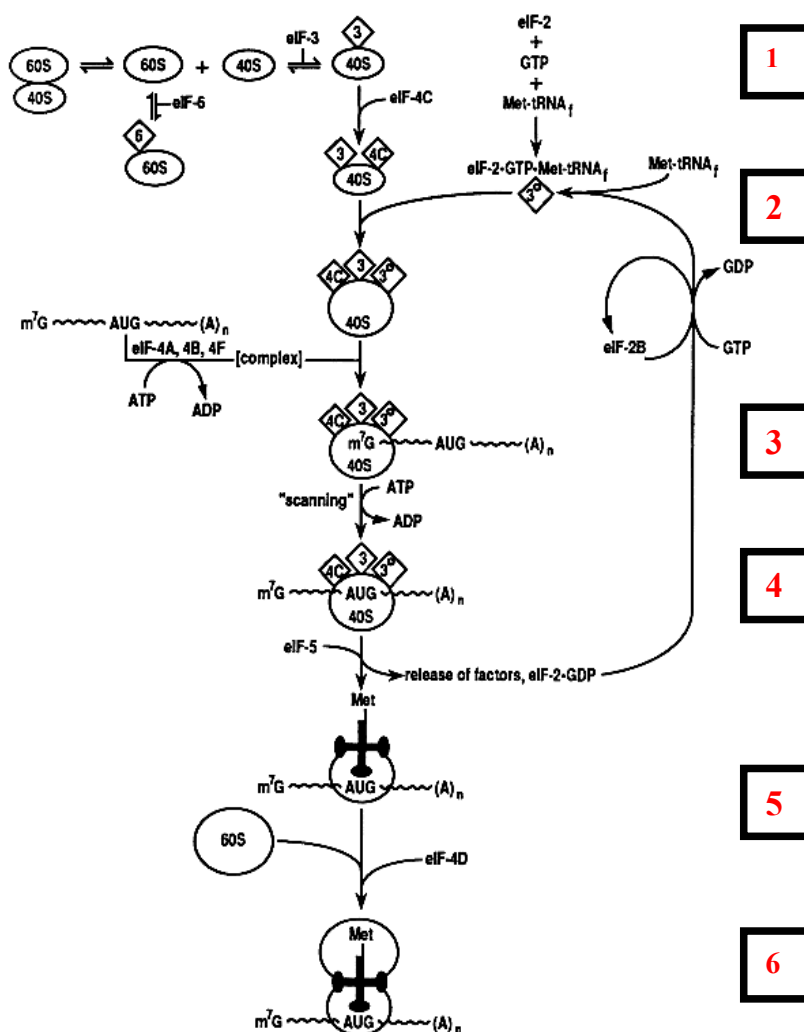 eIF-2
+
GTP
+
Met-tRNAf
1
60S
40S
60S + 40S
eIF-3
3
40S
eIF-6
6
60S
eIF-4C
3 4C
40S
eIF-2•GTP•Met-tRNAf
Met-tRNAf
2
4C 3
40S
GDP
eIF-2B
GTP
m7G AUG (A)n
eIF-4A, 4B, 4F [complex]
ATP
ADP
4C 3
m7G AUG (A)n
40S
3
"scanning"
ATP
ADP
4C 3
m7G AUG (A)n
40S
4
eIF-5
release of factors, eIF-2•GDP
Met
m7G AUG (A)n
5
60S
eIF-4D
Met
m7G AUG (A)n
6